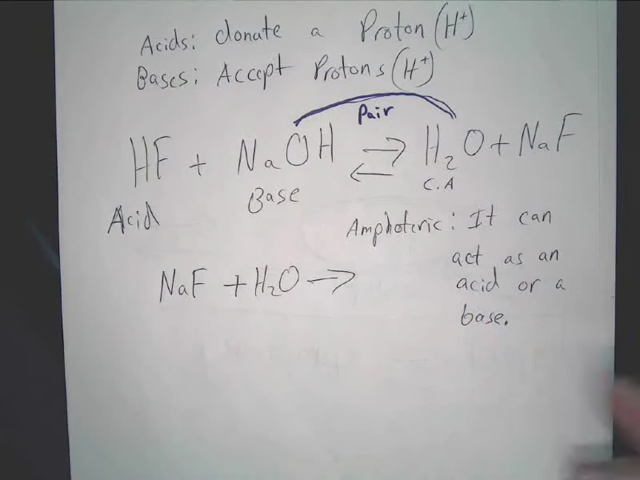 Acids: donate a Proton (H⁺)
Bases: Accept Protons (H⁺)
Pair
HF + NaOH ⇌ H₂O + NaF
Acid Base C.A
Amphoteric: It can
act as an
acid or a
base.
NaF + H₂O →